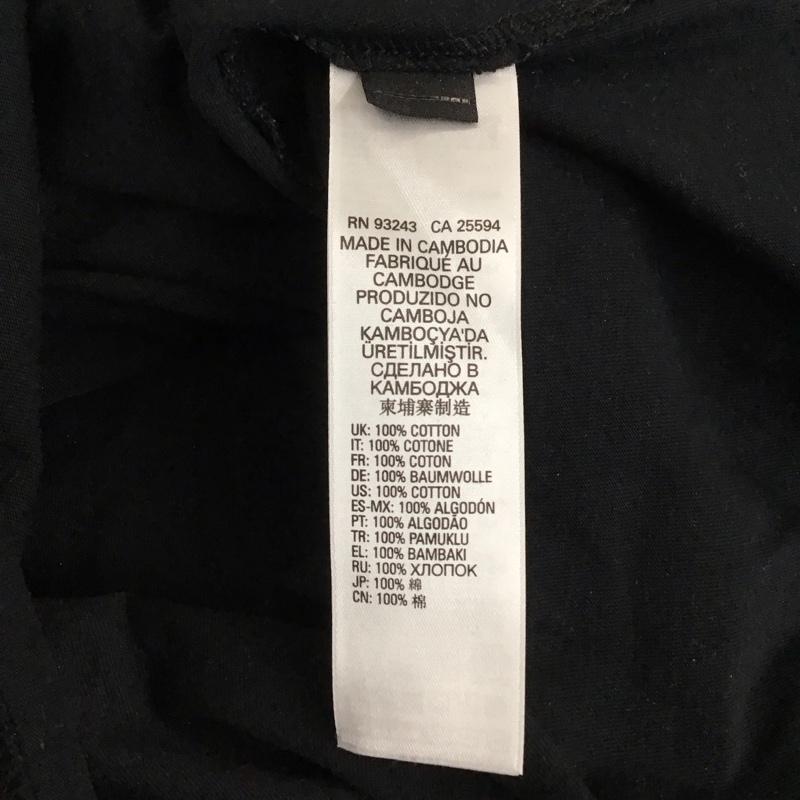 RN 93243 CA 25594
MADE IN CAMBODIA
FABRIQUÉ AU
CAMBODGE
PRODUZIDO NO
CAMBOJA
KAMBOÇYA'DA
ÜRETİLMİŞTİR.
СДЕЛАНО В
КАМБОДЖА
柬埔寨制造
UK: 100% COTTON
IT: 100% COTONE
FR: 100% COTON
DE: 100% BAUMWOLLE
US: 100% COTTON
ES-MX: 100% ALGODÓN
PT: 100% ALGODÃO
TR: 100% PAMUKLU
EL: 100% BAMBAKI
RU: 100% ХЛОПОК
JP: 100% 綿
CN: 100% 棉